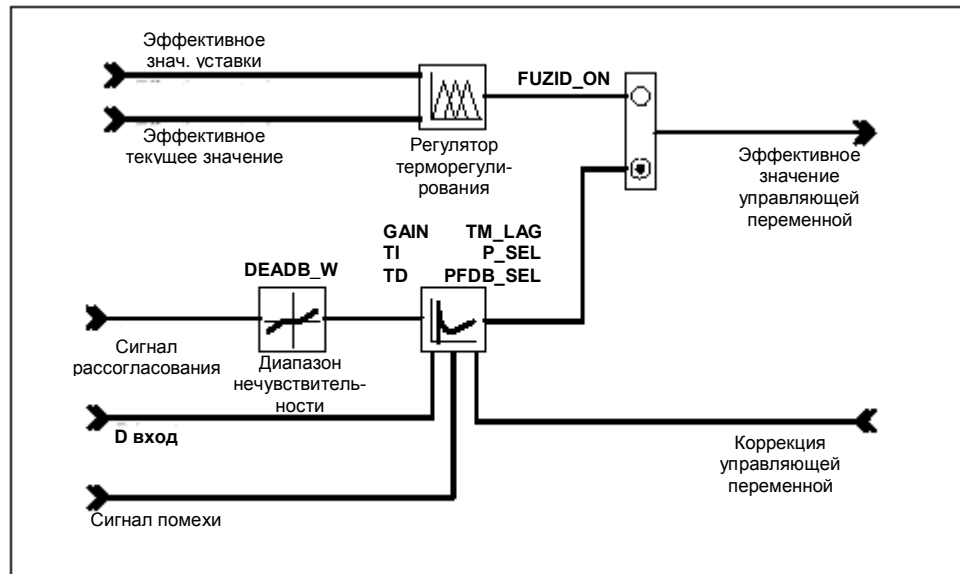 Эффективное
знач. уставки
FUZID_ON
Эффективное
текущее значение
Регулятор
терморегули-
рования
Эффективное
значение
управляющей
переменной
GAIN TM_LAG
TI P_SEL
TD PFDB_SEL
DEADB_W
Сигнал
рассогласования
Диапазон
нечувствитель-
ности
D вход
Коррекция
управляющей
переменной
Сигнал помехи